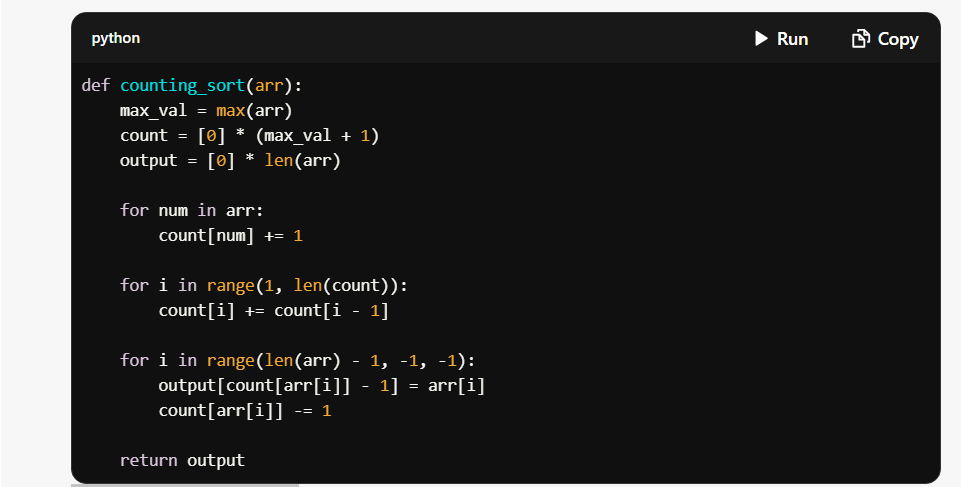 python
Run
Copy
def counting_sort(arr):
    max_val = max(arr)
    count = [0] * (max_val + 1)
    output = [0] * len(arr)

    for num in arr:
        count[num] += 1

    for i in range(1, len(count)):
        count[i] += count[i - 1]

    for i in range(len(arr) - 1, -1, -1):
        output[count[arr[i]] - 1] = arr[i]
        count[arr[i]] -= 1

    return output